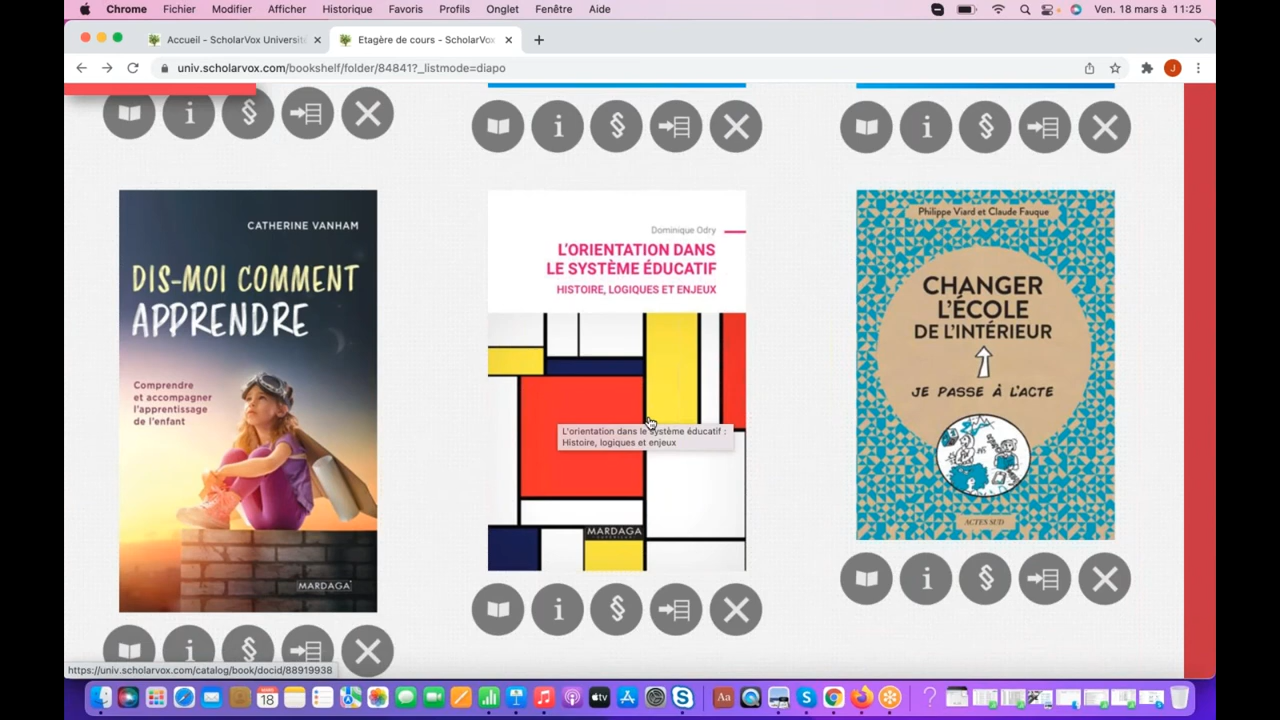 Chrome Fichier Modifier Afficher Historique Favoris Profils Onglet Fenêtre Aide Ven. 18 mars à 11:25
Accueil - ScholarVox Universit
Etagère de cours - ScholarVox
univ.scholarvox.com/bookshelf/folder/84841?_listmode=diapo
J
i § i § i §
CATHERINE VANHAM
DIS-MOI COMMENT
APPRENDRE
Comprendre
et accompagner
l'apprentissage
de l'enfant
MARDAGA
Dominique Odry
L'ORIENTATION DANS
LE SYSTÈME ÉDUCATIF
HISTOIRE, LOGIQUES ET ENJEUX
L'orientation dans le système éducatif :
Histoire, logiques et enjeux
MARDAGA
Philippe Viard et Claude Fauque
CHANGER
L'ÉCOLE
DE L'INTÉRIEUR
JE PASSE À L'ACTE
ACTES SUD
i § i § i §
https://univ.scholarvox.com/catalog/book/docid/88919938
18
tv
Aa